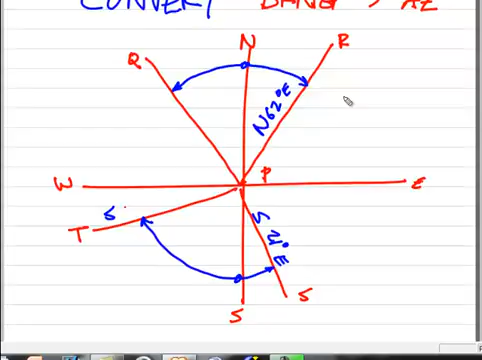 CONVERT BRNG > AZ
N
Q R
N62°E
P
W E
S
T
S 21°E
S S